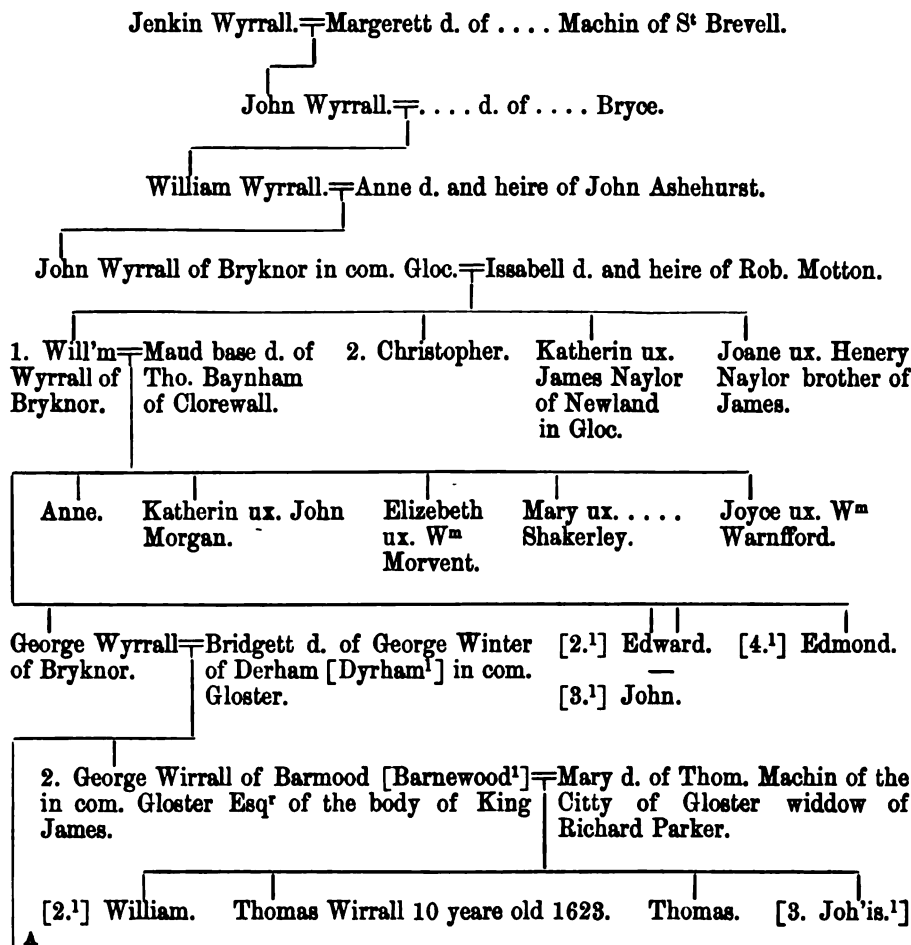 Jenkin Wyrrall.=Margerett d. of . . . . Machin of Sᵗ Brevell.
John Wyrrall.=. . . . d. of . . . . Bryce.
William Wyrrall.=Anne d. and heire of John Ashehurst.
John Wyrrall of Bryknor in com. Gloc.=Issabell d. and heire of Rob. Motton.
1. Will'm=Maud base d. of
Wyrrall of Tho. Baynham
Bryknor. of Clorewall.
2. Christopher.
Katherin ux.
James Naylor
of Newland
in Gloc.
Joane ux. Henery
Naylor brother of
James.
Anne.
Katherin ux. John
Morgan.
Elizebeth
ux. Wᵐ
Morvent.
Mary ux. . . . . .
Shakerley.
Joyce ux. Wᵐ
Warnfford.
George Wyrrall=Bridgett d. of George Winter
of Bryknor. of Derham [Dyrham¹] in com.
Gloster.
[2.¹] Edward.
[3.¹] John.
[4.¹] Edmond.
2. George Wirrall of Barmood [Barnewood¹]=Mary d. of Thom. Machin of the
in com. Gloster Esqʳ of the body of King Citty of Gloster widdow of
James. Richard Parker.
[2.¹] William. Thomas Wirrall 10 yeare old 1623. Thomas. [3. Joh'is.¹]
A